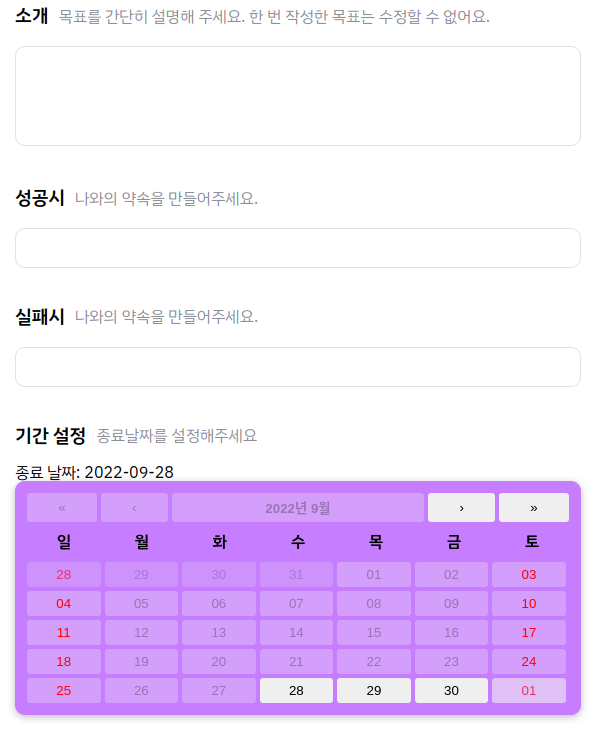 소개 목표를 간단히 설명해 주세요. 한 번 작성한 목표는 수정할 수 없어요.
성공시 나와의 약속을 만들어주세요.
실패시 나와의 약속을 만들어주세요.
기간 설정 종료날짜를 설정해주세요
종료 날짜: 2022-09-28
« ‹ 2022년 9월 › »
일 월 화 수 목 금 토
28 29 30 31 01 02 03
04 05 06 07 08 09 10
11 12 13 14 15 16 17
18 19 20 21 22 23 24
25 26 27 28 29 30 01